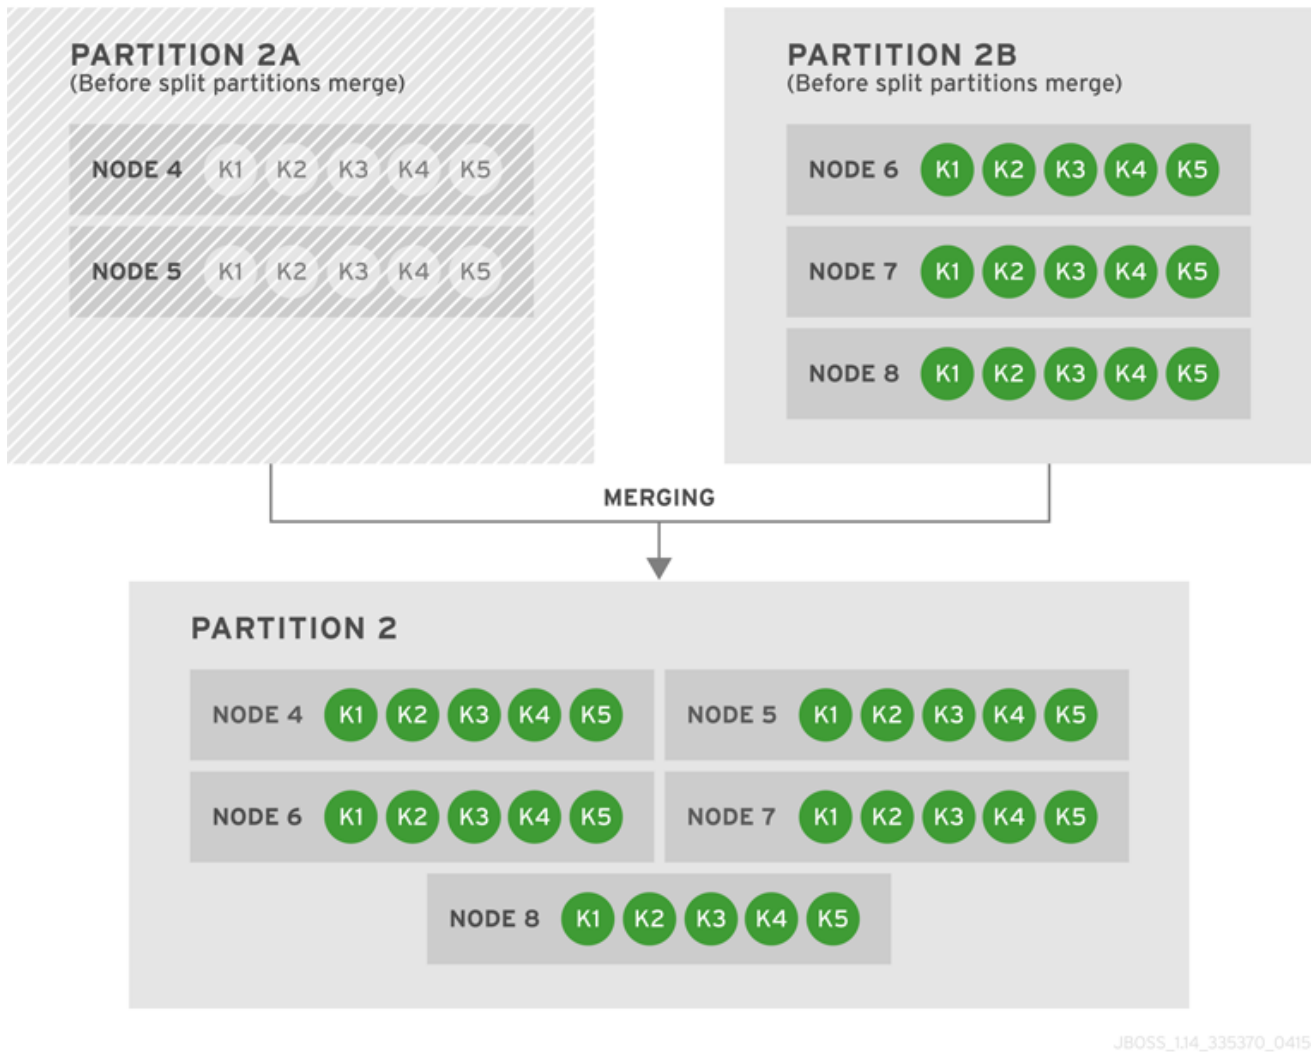 PARTITION 2A
(Before split partitions merge)
NODE 4 K1 K2 K3 K4 K5
NODE 5 K1 K2 K3 K4 K5
PARTITION 2B
(Before split partitions merge)
NODE 6 K1 K2 K3 K4 K5
NODE 7 K1 K2 K3 K4 K5
NODE 8 K1 K2 K3 K4 K5
MERGING
PARTITION 2
NODE 4 K1 K2 K3 K4 K5
NODE 5 K1 K2 K3 K4 K5
NODE 6 K1 K2 K3 K4 K5
NODE 7 K1 K2 K3 K4 K5
NODE 8 K1 K2 K3 K4 K5
JBOSS_1.14_335370_0415